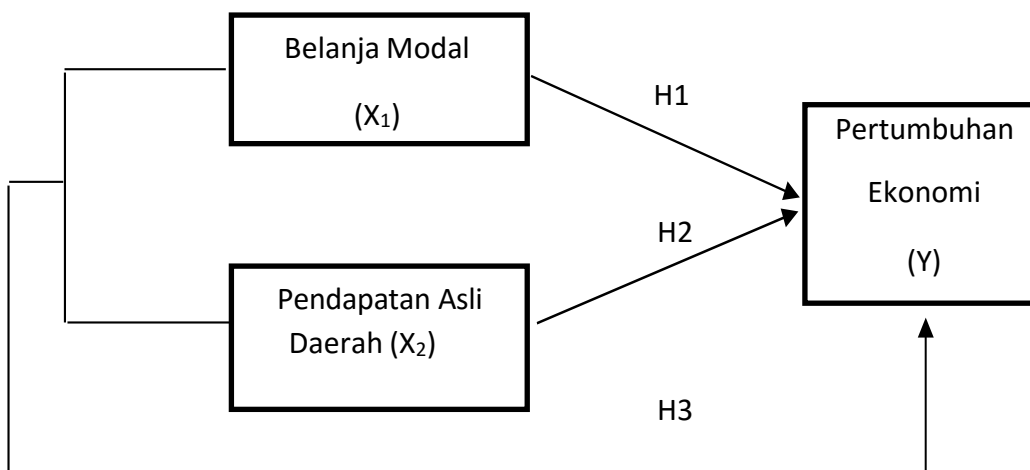 Belanja Modal
(X₁)
H1
Pertumbuhan
Ekonomi
(Y)
H2
Pendapatan Asli
Daerah (X₂)
H3